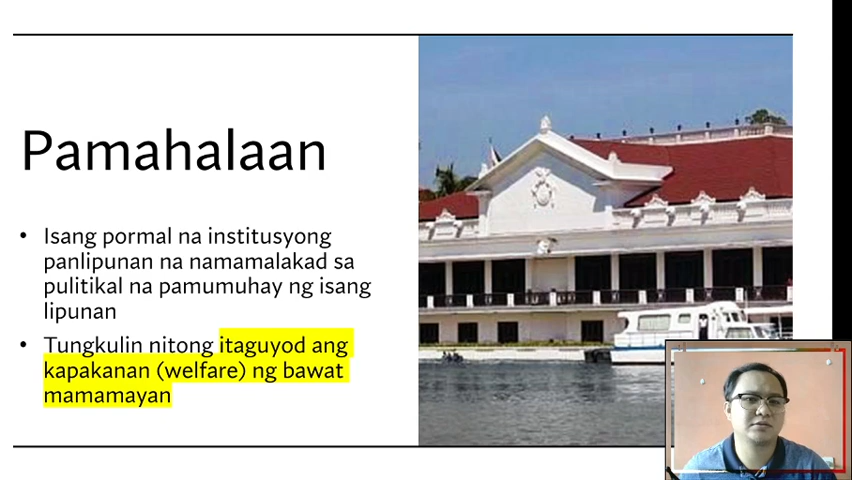 Pamahalaan
• Isang pormal na institusyong
panlipunan na namamalakad sa
pulitikal na pamumuhay ng isang
lipunan
• Tungkulin nitong itaguyod ang
kapakanan (welfare) ng bawat
mamamayan